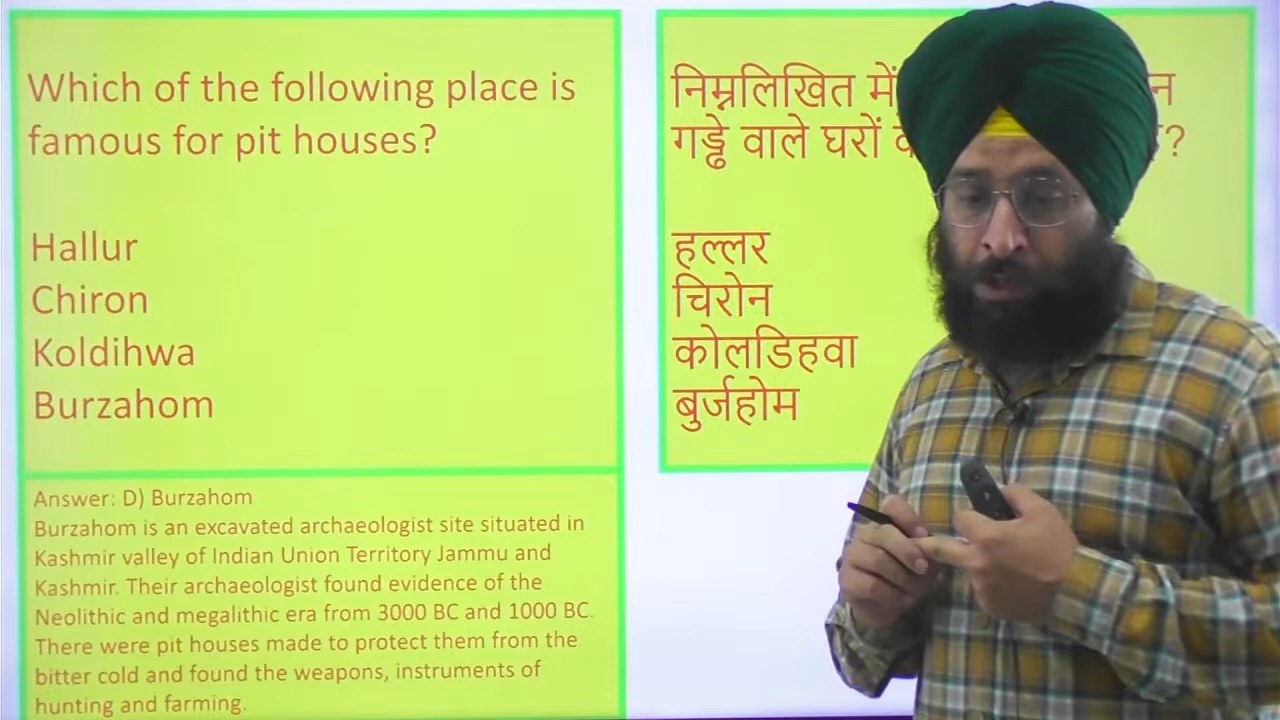 Which of the following place is
famous for pit houses?
Hallur
Chiron
Koldihwa
Burzahom
Answer: D) Burzahom
Burzahom is an excavated archaeologist site situated in
Kashmir valley of Indian Union Territory Jammu and
Kashmir. Their archaeologist found evidence of the
Neolithic and megalithic era from 3000 BC and 1000 BC.
There were pit houses made to protect them from the
bitter cold and found the weapons, instruments of
hunting and farming.
निम्नलिखित में
गड्ढे वाले घरों ?
हल्लर
चिरोन
कोलडिहवा
बुर्जहोम